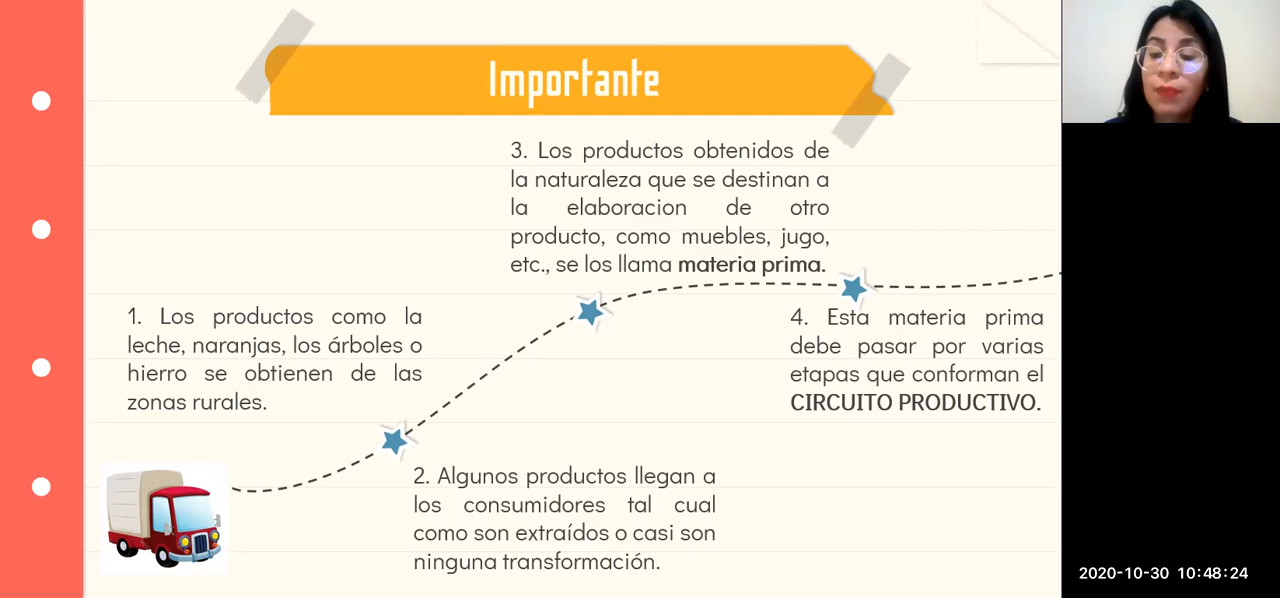 Importante
3. Los productos obtenidos de
la naturaleza que se destinan a
la elaboracion de otro
producto, como muebles, jugo,
etc., se los llama materia prima.
1. Los productos como la
leche, naranjas, los árboles o
hierro se obtienen de las
zonas rurales.
4. Esta materia prima
debe pasar por varias
etapas que conforman el
CIRCUITO PRODUCTIVO.
2. Algunos productos llegan a
los consumidores tal cual
como son extraídos o casi son
ninguna transformación.
2020-10-30 10:48:24